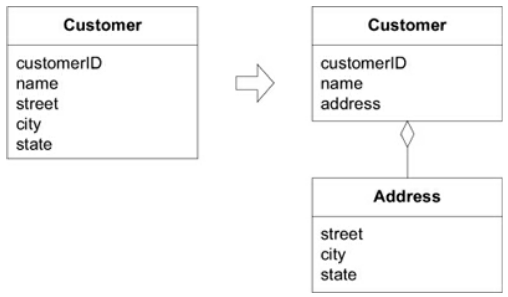 Customer
customerID
name
street
city
state
Customer
customerID
name
address
Address
street
city
state